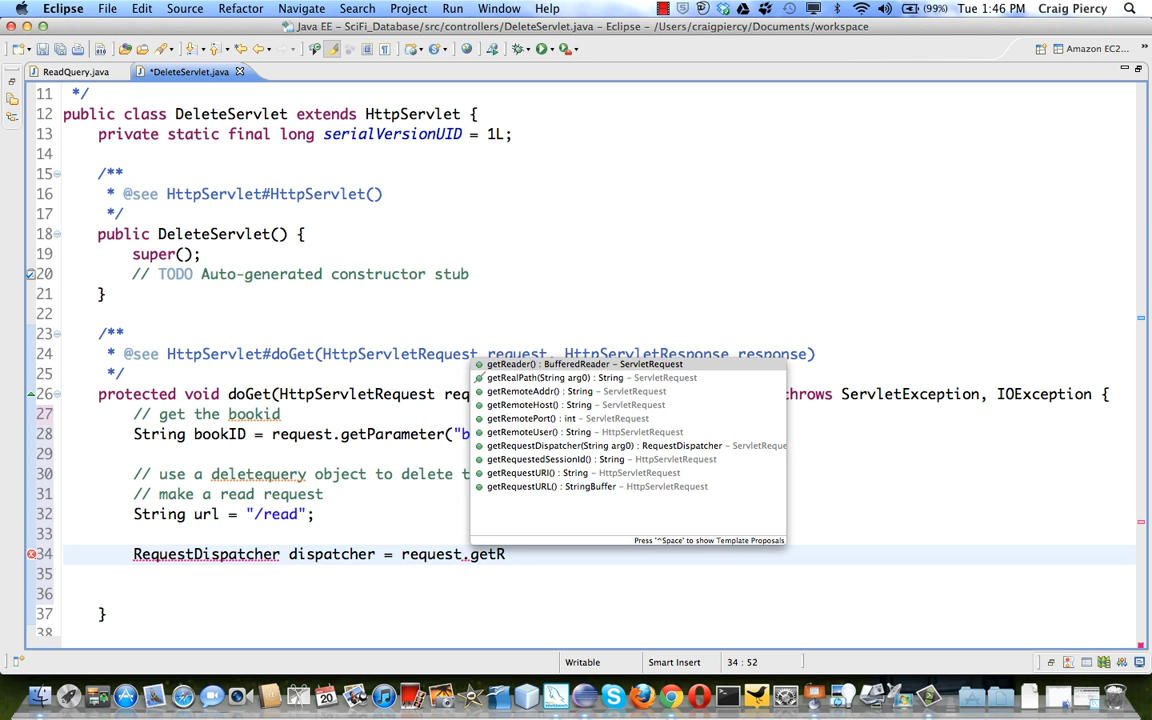 Eclipse File Edit Source Refactor Navigate Search Project Run Window Help (99%) Tue 1:46 PM Craig Piercy
Java EE – SciFi_Database/src/controllers/DeleteServlet.java – Eclipse – /Users/craigpiercy/Documents/workspace
Amazon EC2...
ReadQuery.java *DeleteServlet.java
11 */
12 public class DeleteServlet extends HttpServlet {
13 private static final long serialVersionUID = 1L;
14
15 /**
16 * @see HttpServlet#HttpServlet()
17 */
18 public DeleteServlet() {
19 super();
20 // TODO Auto-generated constructor stub
21 }
22
23 /**
24 * @see HttpServlet#doGet(HttpServletRequest request, HttpServletResponse response)
25 */
26 protected void doGet(HttpServletRequest req hrows ServletException, IOException {
27 // get the bookid
28 String bookID = request.getParameter("b
29
30 // use a deletequery object to delete t
31 // make a read request
32 String url = "/read";
33
34 RequestDispatcher dispatcher = request.getR
35
36
37 }
38
getReader() : BufferedReader – ServletRequest
getRealPath(String arg0) : String – ServletRequest
getRemoteAddr() : String – ServletRequest
getRemoteHost() : String – ServletRequest
getRemotePort() : int – ServletRequest
getRemoteUser() : String – HttpServletRequest
getRequestDispatcher(String arg0) : RequestDispatcher – ServletReque
getRequestedSessionId() : String – HttpServletRequest
getRequestURI() : String – HttpServletRequest
getRequestURL() : StringBuffer – HttpServletRequest
Press '^Space' to show Template Proposals
Writable Smart Insert 34 : 52